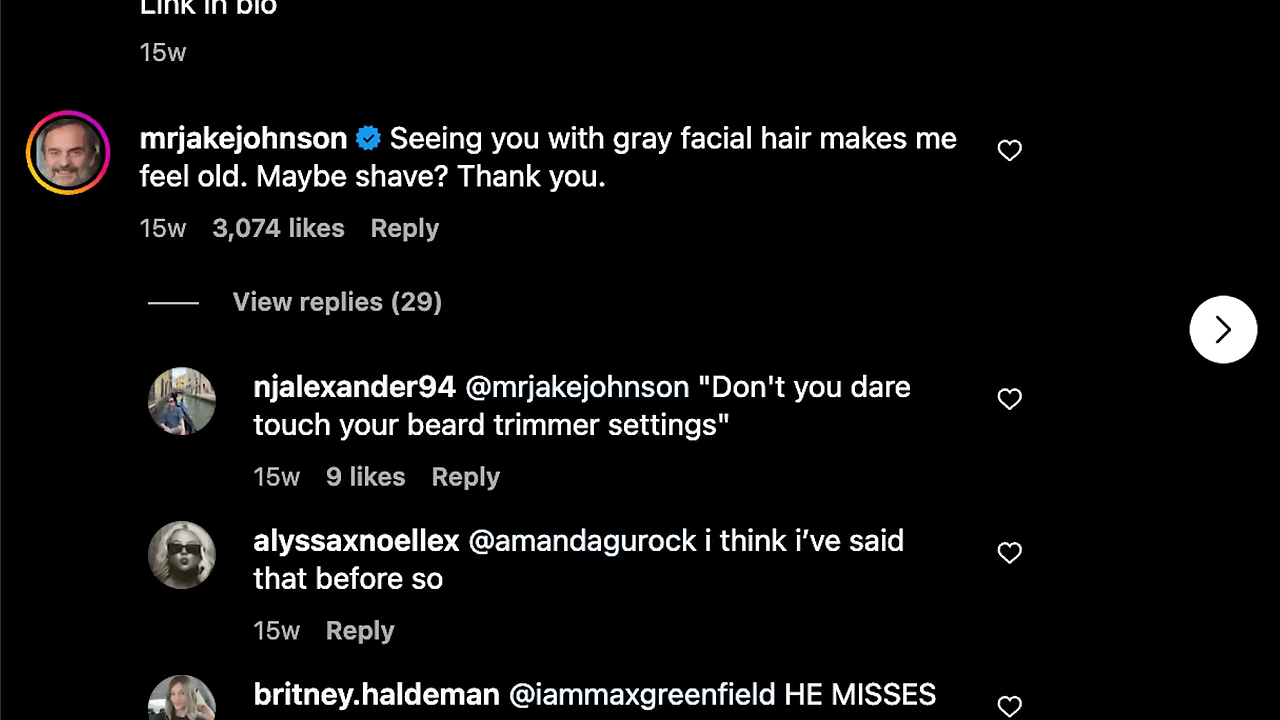 Link in bio
15w
mrjakejohnson Seeing you with gray facial hair makes me
feel old. Maybe shave? Thank you.
15w 3,074 likes Reply
View replies (29)
njalexander94 @mrjakejohnson "Don't you dare
touch your beard trimmer settings"
15w 9 likes Reply
alyssaxnoellex @amandagurock i think i’ve said
that before so
15w Reply
britney.haldeman @iammaxgreenfield HE MISSES